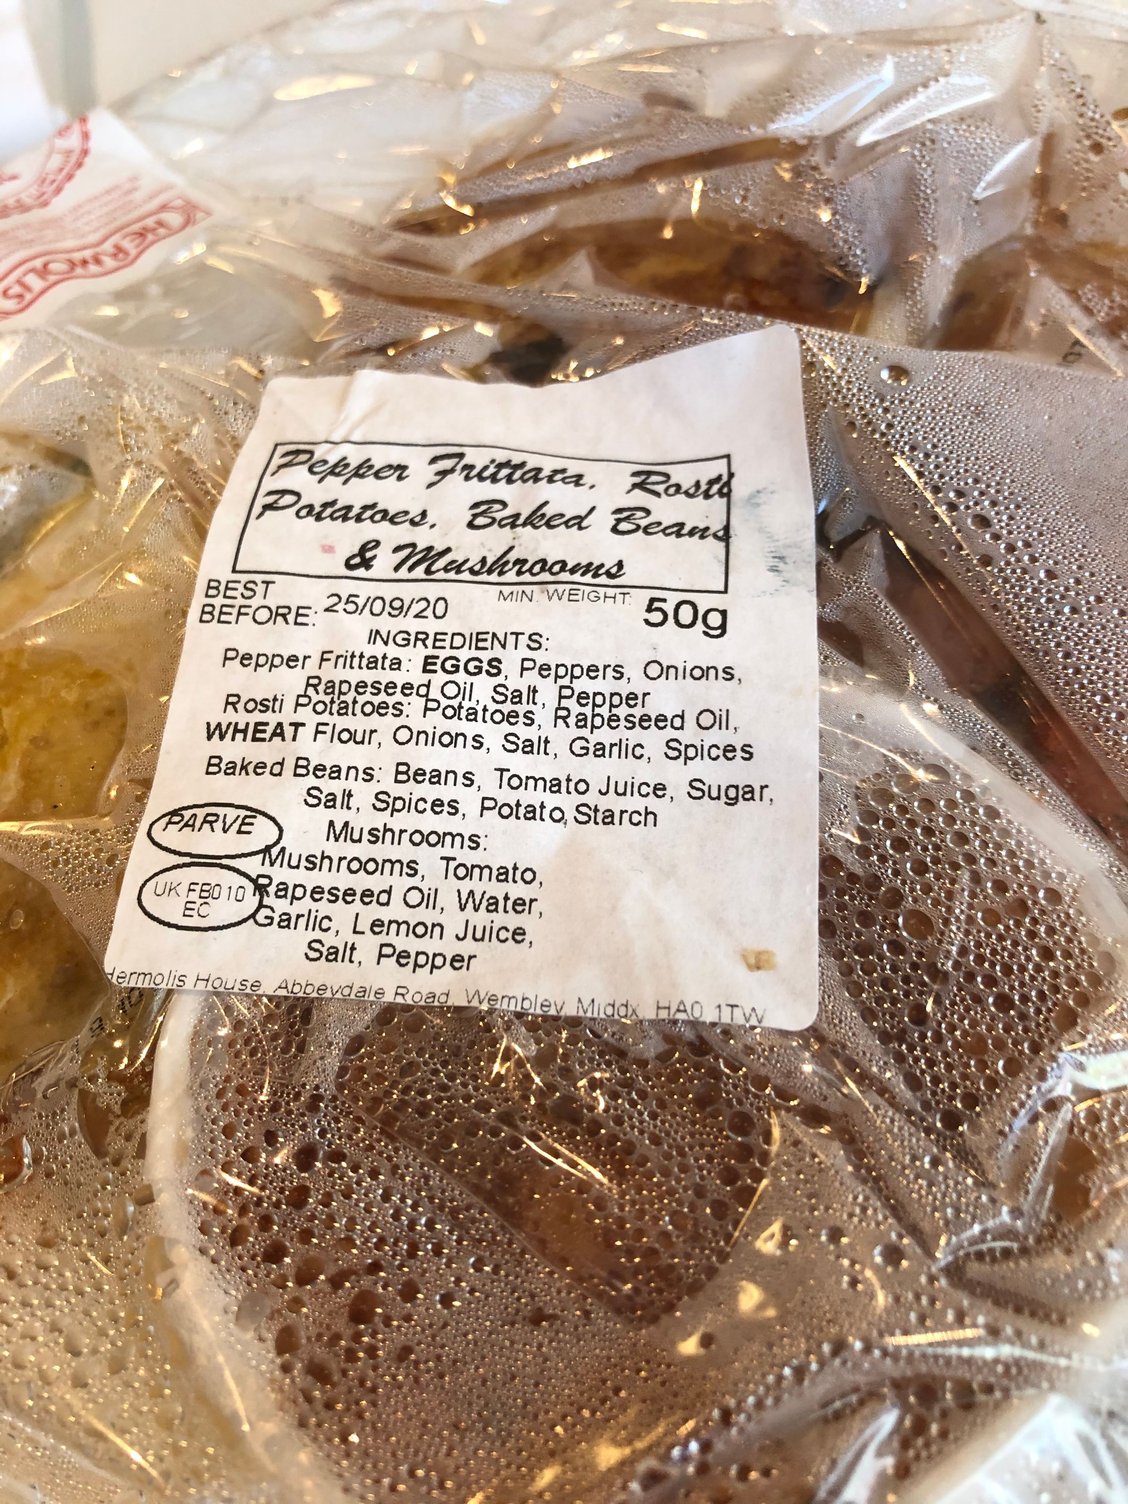 HERMOLIS
Pepper Frittata, Rosti
Potatoes, Baked Beans
& Mushrooms
BEST
BEFORE: 25/09/20 MIN. WEIGHT: 50g
INGREDIENTS:
Pepper Frittata: EGGS, Peppers, Onions,
Rapeseed Oil, Salt, Pepper
Rosti Potatoes: Potatoes, Rapeseed Oil,
WHEAT Flour, Onions, Salt, Garlic, Spices
Baked Beans: Beans, Tomato Juice, Sugar,
Salt, Spices, Potato Starch
PARVE
Mushrooms:
Mushrooms, Tomato,
UK FB010
EC
Rapeseed Oil, Water,
Garlic, Lemon Juice,
Salt, Pepper
Hermolis House, Abbeydale Road, Wembley Middx, HA0 1TW